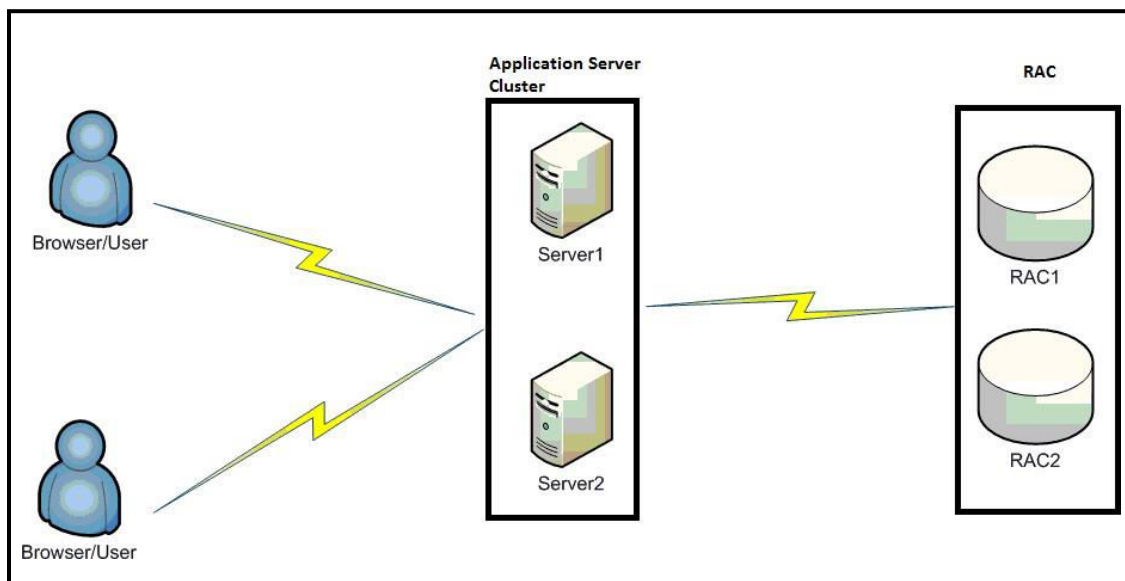 Application Server
Cluster
RAC
Browser/User
Server1
RAC1
Server2
RAC2
Browser/User